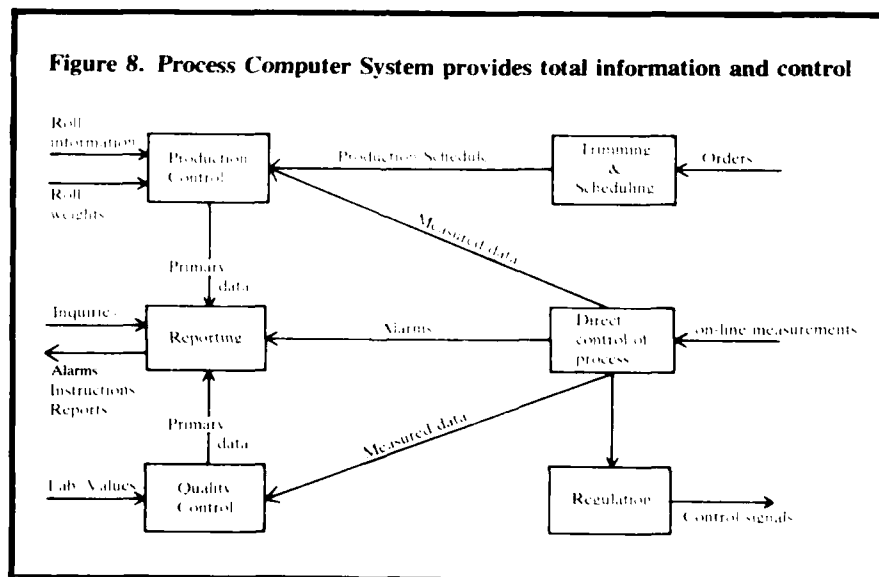 Figure 8. Process Computer System provides total information and control
Roll
information
Roll
weights
Production
Control
Production Schedule
Trimming
&
Scheduling
Orders
Measured data
Primary
data
Inquiries
Reporting
Alarms
Direct
control of
process
on-line measurements
Alarms
Instructions
Reports
Primary
data
Measured data
Lab. Values
Quality
Control
Regulation
Control signals